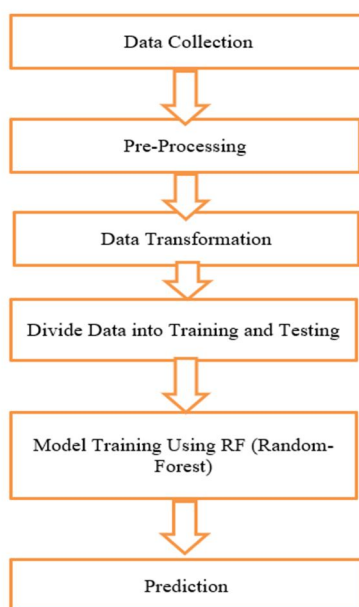 Data Collection
Pre-Processing
Data Transformation
Divide Data into Training and Testing
Model Training Using RF (Random-
Forest)
Prediction